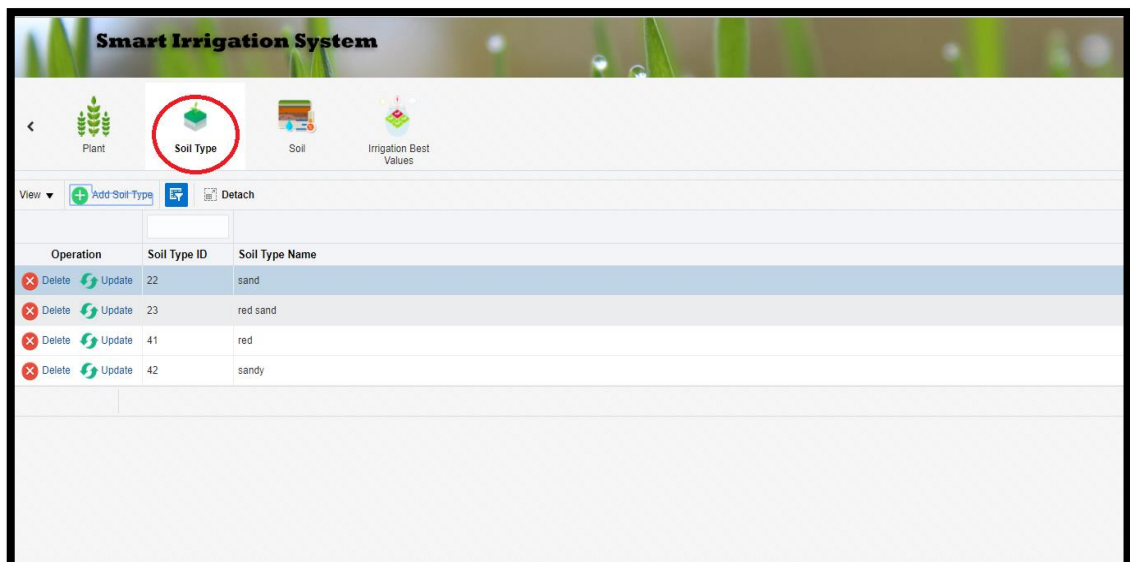 Smart Irrigation System
Plant
Soil Type
Soil
Irrigation Best
Values
View Add Soil Type Detach
Operation Soil Type ID Soil Type Name
Delete Update 22 sand
Delete Update 23 red sand
Delete Update 41 red
Delete Update 42 sandy